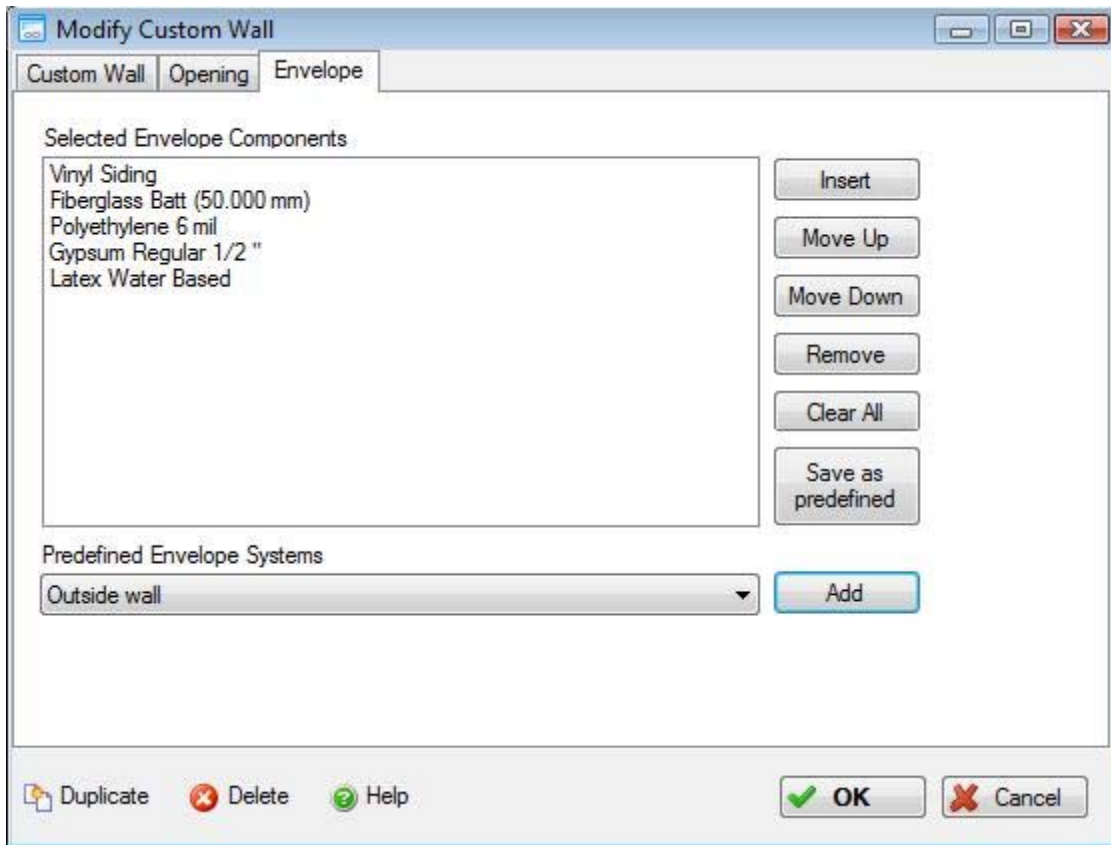 Modify Custom Wall
Custom Wall
Opening
Envelope
Selected Envelope Components
Vinyl Siding
Fiberglass Batt (50.000 mm)
Polyethylene 6 mil
Gypsum Regular 1/2 "
Latex Water Based
Insert
Move Up
Move Down
Remove
Clear All
Save as
predefined
Predefined Envelope Systems
Outside wall
Add
Duplicate
Delete
Help
OK
Cancel